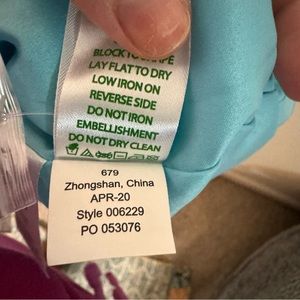 BLOCK TO SHAPE
LAY FLAT TO DRY
LOW IRON ON
REVERSE SIDE
DO NOT IRON
EMBELLISHMENT
DO NOT DRY CLEAN
679
Zhongshan, China
APR-20
Style 006229
PO 053076